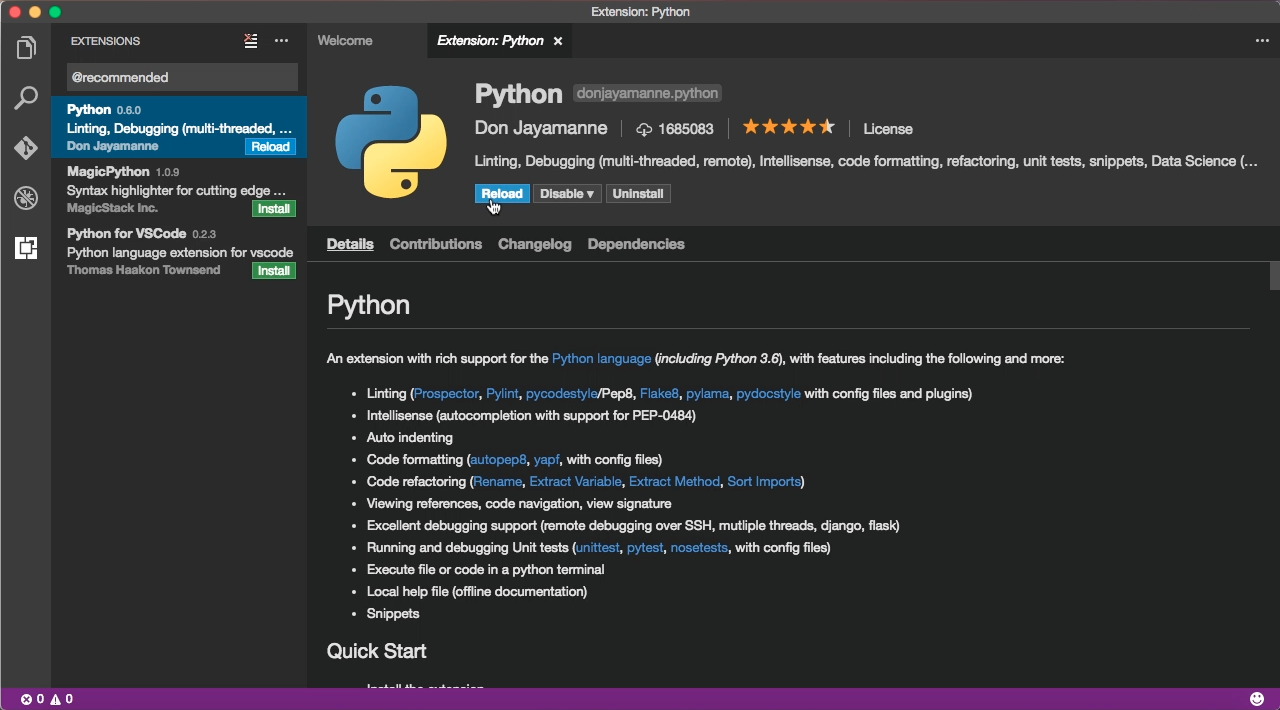 Extension: Python
EXTENSIONS
Welcome
Extension: Python
@recommended
Python 0.6.0
Linting, Debugging (multi-threaded, ...
Don Jayamanne Reload
MagicPython 1.0.9
Syntax highlighter for cutting edge ...
MagicStack Inc. Install
Python for VSCode 0.2.3
Python language extension for vscode
Thomas Haakon Townsend Install
Python donjayamanne.python
Don Jayamanne 1685083 License
Linting, Debugging (multi-threaded, remote), Intellisense, code formatting, refactoring, unit tests, snippets, Data Science (...
Reload Disable Uninstall
Details Contributions Changelog Dependencies
Python
An extension with rich support for the Python language (including Python 3.6), with features including the following and more:
• Linting (Prospector, Pylint, pycodestyle/Pep8, Flake8, pylama, pydocstyle with config files and plugins)
• Intellisense (autocompletion with support for PEP-0484)
• Auto indenting
• Code formatting (autopep8, yapf, with config files)
• Code refactoring (Rename, Extract Variable, Extract Method, Sort Imports)
• Viewing references, code navigation, view signature
• Excellent debugging support (remote debugging over SSH, mutliple threads, django, flask)
• Running and debugging Unit tests (unittest, pytest, nosetests, with config files)
• Execute file or code in a python terminal
• Local help file (offline documentation)
• Snippets
Quick Start
Install the extension
0 0